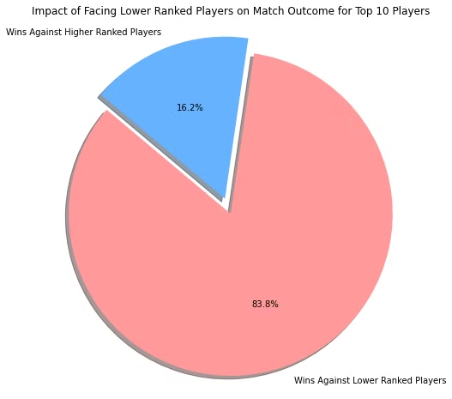 Impact of Facing Lower Ranked Players on Match Outcome for Top 10 Players
Wins Against Higher Ranked Players
16.2%
83.8%
Wins Against Lower Ranked Players